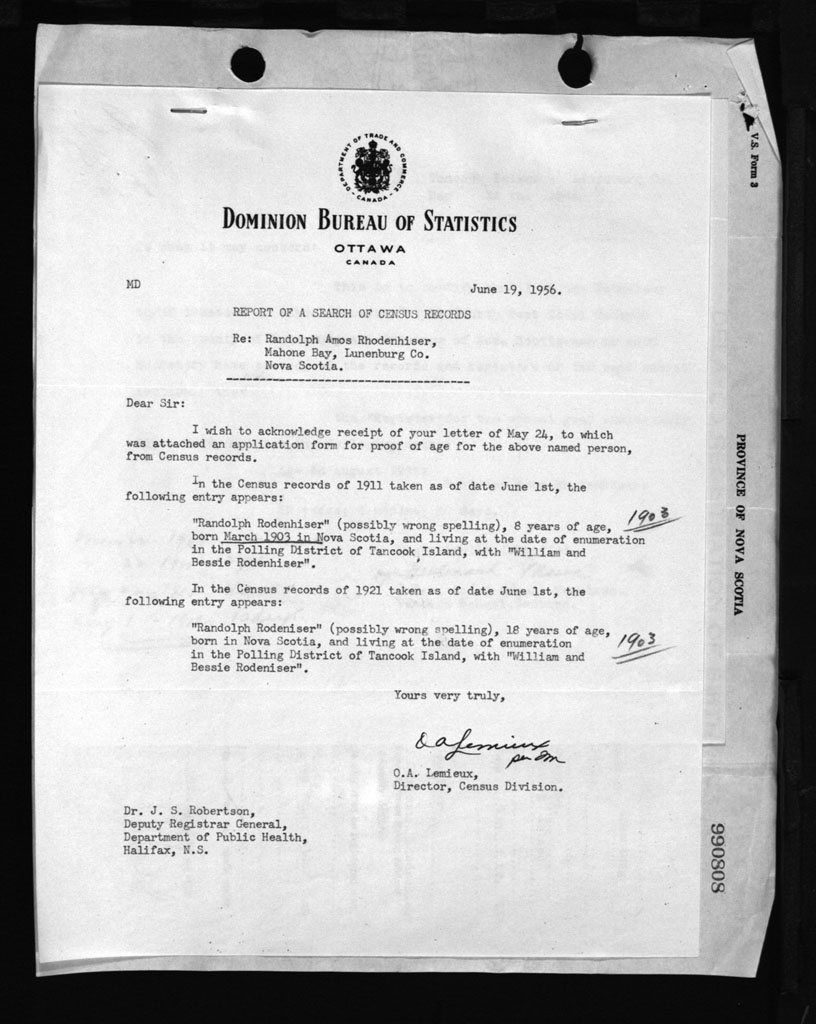 DEPARTMENT OF TRADE AND COMMERCE
CANADA
DOMINION BUREAU OF STATISTICS
OTTAWA
CANADA
V.S. Form 3
MD
June 19, 1956.
REPORT OF A SEARCH OF CENSUS RECORDS
Re: Randolph Amos Rhodenhiser,
Mahone Bay, Lunenburg Co.
Nova Scotia.
Dear Sir:
I wish to acknowledge receipt of your letter of May 24, to which
was attached an application form for proof of age for the above named person,
from Census records.
In the Census records of 1911 taken as of date June 1st, the
following entry appears:
"Randolph Rodenhiser" (possibly wrong spelling), 8 years of age, 1903
born March 1903 in Nova Scotia, and living at the date of enumeration
in the Polling District of Tancook Island, with "William and
Bessie Rodenhiser".
In the Census records of 1921 taken as of date June 1st, the
following entry appears:
"Randolph Rodeniser" (possibly wrong spelling), 18 years of age,
born in Nova Scotia, and living at the date of enumeration 1903
in the Polling District of Tancook Island, with "William and
Bessie Rodeniser".
Yours very truly,
O A Lemieux
per DM
O.A. Lemieux,
Director, Census Division.
Dr. J. S. Robertson,
Deputy Registrar General,
Department of Public Health,
Halifax, N.S.
PROVINCE OF NOVA SCOTIA
990808